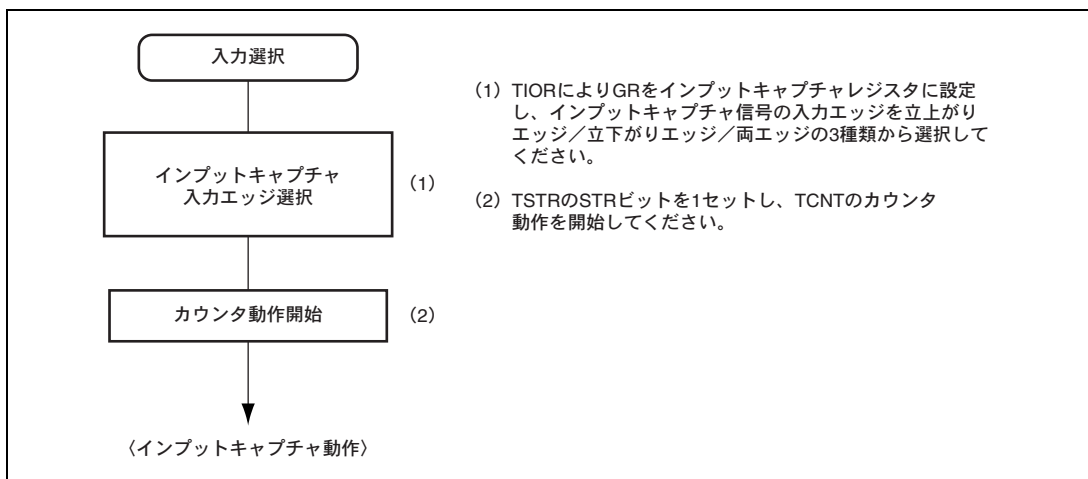 入力選択
インプットキャプチャ
入力エッジ選択
(1)
カウンタ動作開始
(2)
〈インプットキャプチャ動作〉
(1) TIORによりGRをインプットキャプチャレジスタに設定
し、インプットキャプチャ信号の入力エッジを立上がり
エッジ／立下がりエッジ／両エッジの3種類から選択して
ください。
(2) TSTRのSTRビットを1セットし、TCNTのカウンタ
動作を開始してください。